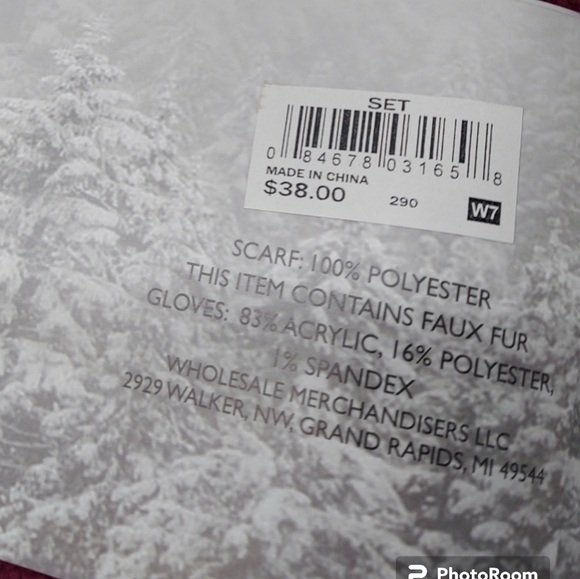 SET
0 84678 03165 8
MADE IN CHINA
$38.00 290 W7
SCARF: 100% POLYESTER
THIS ITEM CONTAINS FAUX FUR
GLOVES: 83% ACRYLIC, 16% POLYESTER,
1% SPANDEX
WHOLESALE MERCHANDISERS LLC
2929 WALKER, NW, GRAND RAPIDS, MI 49544
PhotoRoom